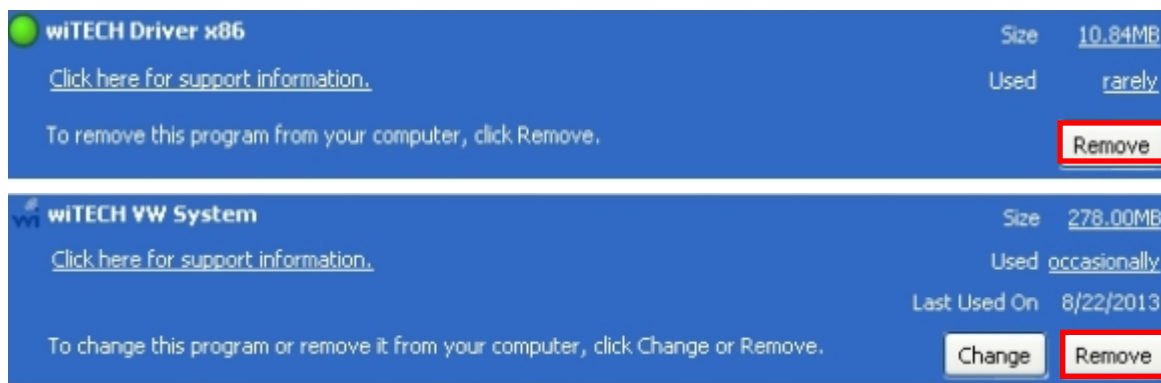 wiTECH Driver x86 Size 10.84MB
Click here for support information. Used rarely
To remove this program from your computer, click Remove. Remove
wiTECH VW System Size 278.00MB
Click here for support information. Used occasionally
Last Used On 8/22/2013
To change this program or remove it from your computer, click Change or Remove. Change Remove